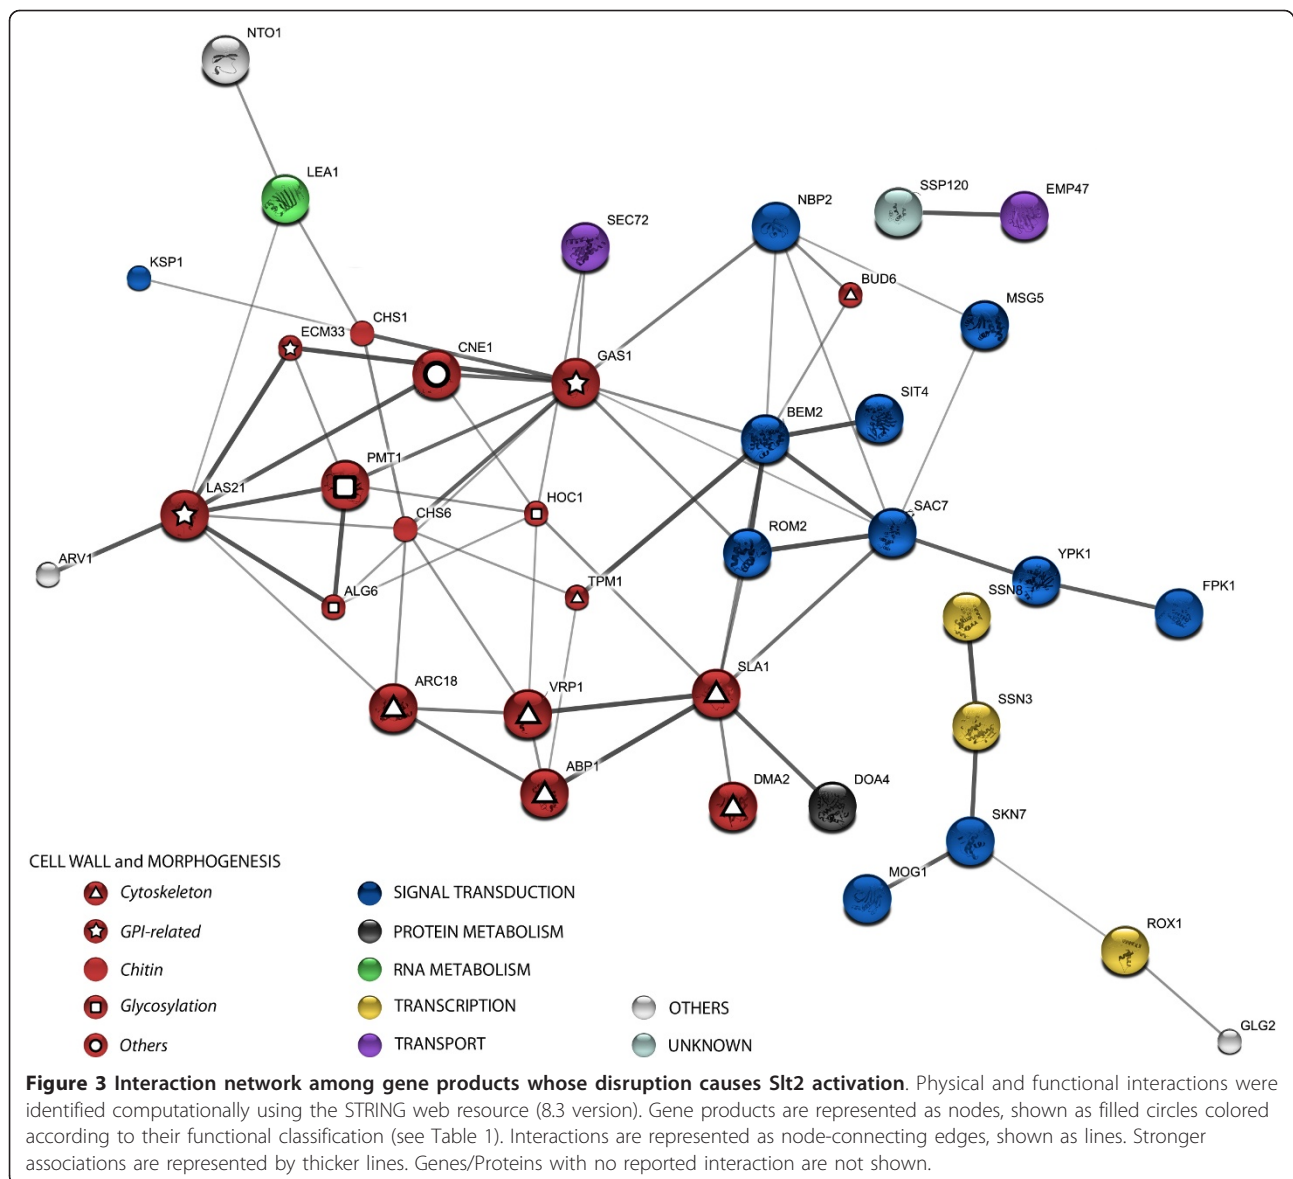 NTO1
LEA1
SEC72
NBP2
SSP120
EMP47
KSP1
BUD6
MSG5
CHS1
ECM33
CNE1
GAS1
SIT4
BEM2
PMT1
LAS21
HOC1
CHS6
SAC7
ROM2
ARV1
TPM1
YPK1
ALG6
SSN8
FPK1
SLA1
ARC18
VRP1
SSN3
ABP1
DMA2
DOA4
SKN7
MOG1
ROX1
GLG2
CELL WALL and MORPHOGENESIS
Cytoskeleton
GPI-related
Chitin
Glycosylation
Others
SIGNAL TRANSDUCTION
PROTEIN METABOLISM
RNA METABOLISM
TRANSCRIPTION
TRANSPORT
OTHERS
UNKNOWN
Figure 3 Interaction network among gene products whose disruption causes Slt2 activation. Physical and functional interactions were
identified computationally using the STRING web resource (8.3 version). Gene products are represented as nodes, shown as filled circles colored
according to their functional classification (see Table 1). Interactions are represented as node-connecting edges, shown as lines. Stronger
associations are represented by thicker lines. Genes/Proteins with no reported interaction are not shown.